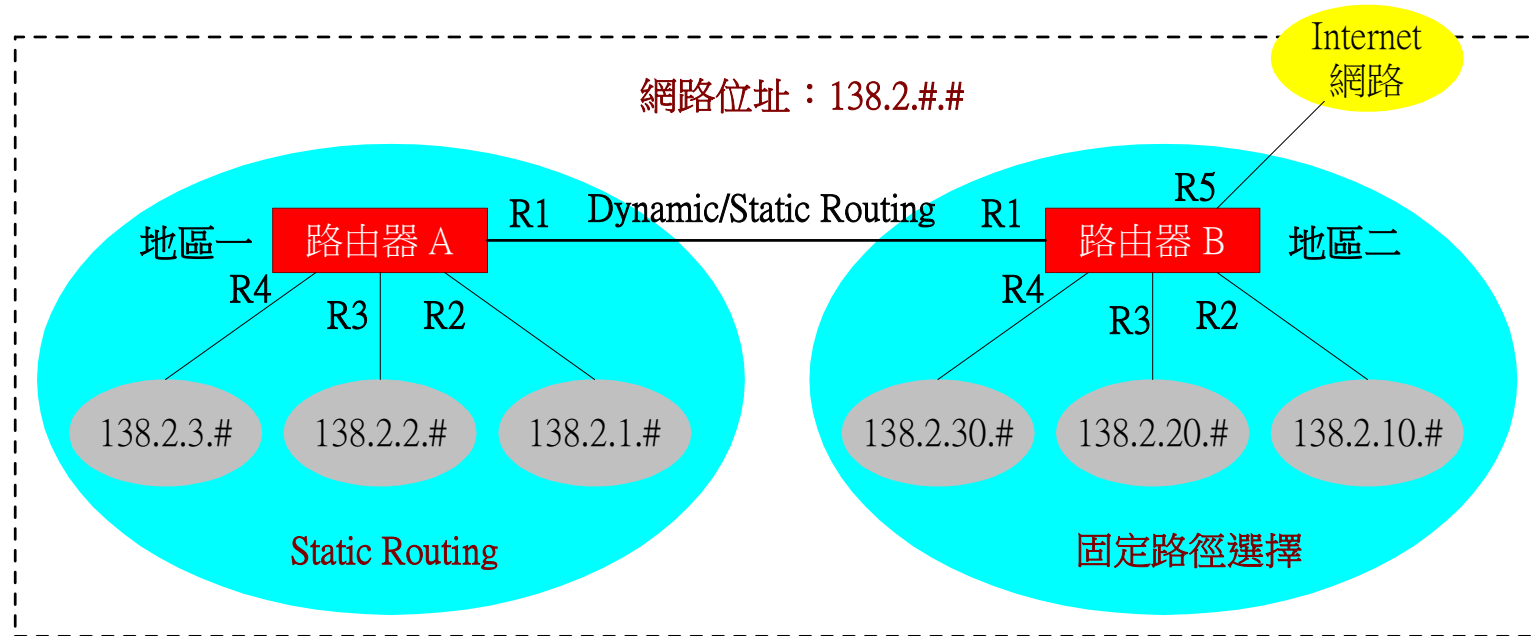 Internet
網路
網路位址：138.2.#.#
R5
R1
Dynamic/Static Routing
R1
地區一
路由器 A
路由器 B
地區二
R4
R3
R2
R4
R3
R2
138.2.3.#
138.2.2.#
138.2.1.#
138.2.30.#
138.2.20.#
138.2.10.#
Static Routing
固定路徑選擇